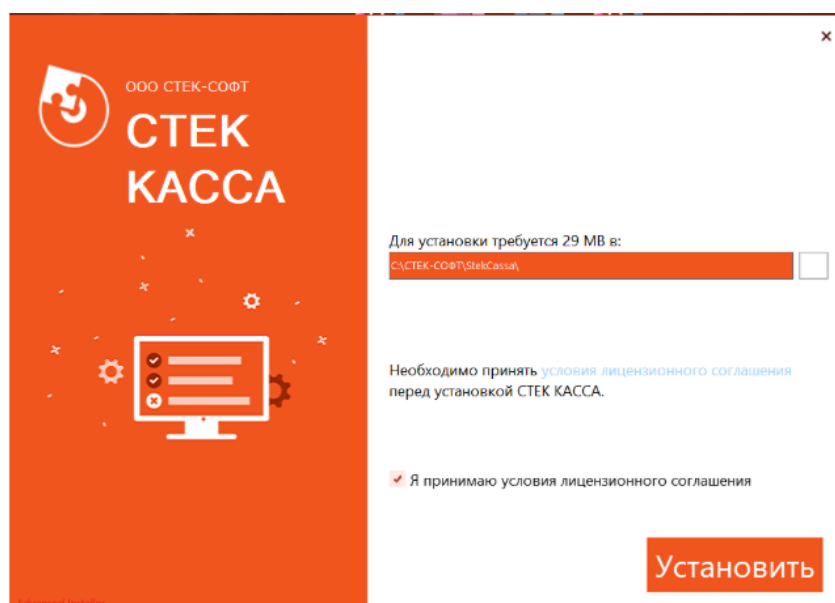 ООО СТЕК-СОФТ
СТЕК
КАССА
Для установки требуется 29 MB в:
C:\СТЕК-СОФТ\StekCassa\
Необходимо принять условия лицензионного соглашения
перед установкой СТЕК КАССА.
Я принимаю условия лицензионного соглашения
Установить